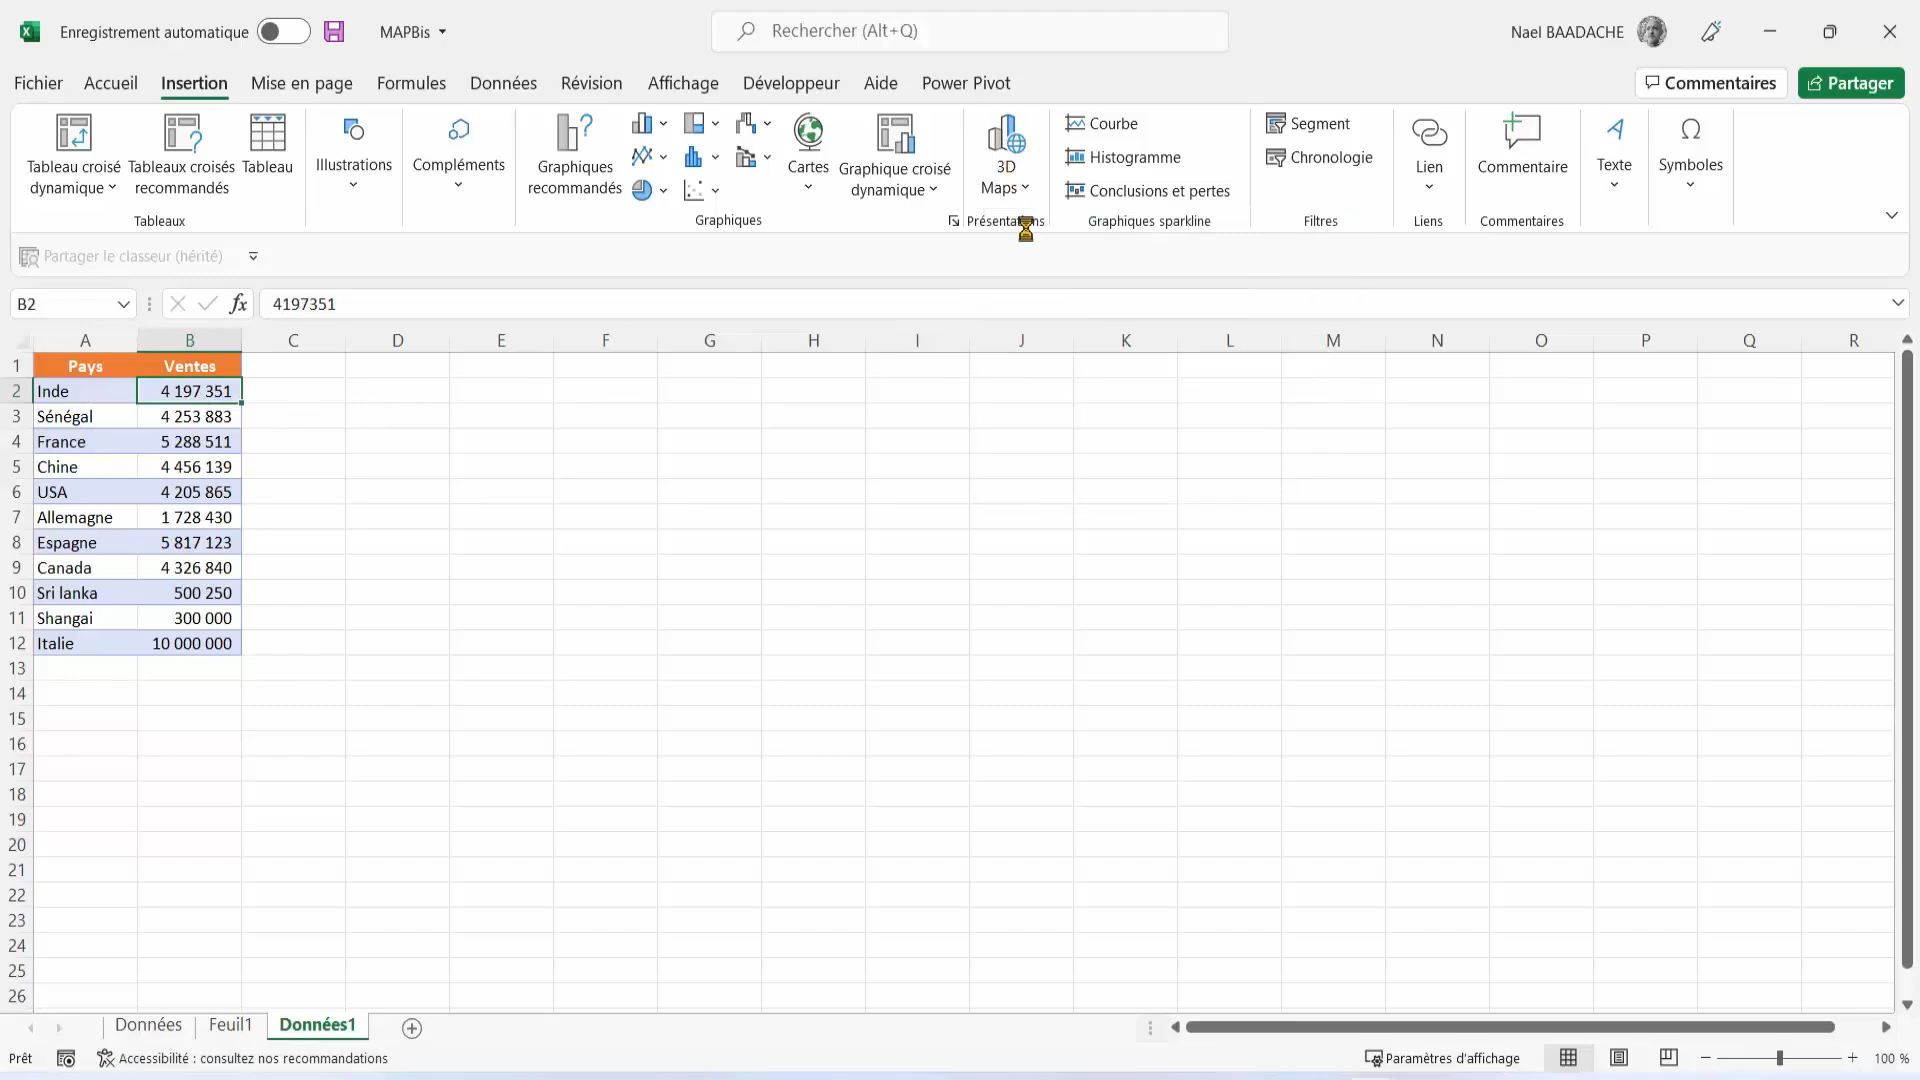 Enregistrement automatique MAPBis Rechercher (Alt+Q) Nael BAADACHE
Fichier Accueil Insertion Mise en page Formules Données Révision Affichage Développeur Aide Power Pivot Commentaires Partager
Tableau croisé dynamique
Tableaux croisés recommandés
Tableau
Tableaux
Illustrations
Compléments
Graphiques recommandés
Cartes
Graphique croisé dynamique
Graphiques
3D Maps
Courbe
Histogramme
Conclusions et pertes
Graphiques sparkline
Segment
Chronologie
Filtres
Lien
Liens
Commentaire
Commentaires
Texte
Symboles
Partager le classeur (hérité)
B2 fx 4197351
A B C D E F G H I J K L M N O P Q R
1 Pays Ventes
2 Inde 4 197 351
3 Sénégal 4 253 883
4 France 5 288 511
5 Chine 4 456 139
6 USA 4 205 865
7 Allemagne 1 728 430
8 Espagne 5 817 123
9 Canada 4 326 840
10 Sri lanka 500 250
11 Shangai 300 000
12 Italie 10 000 000
13
14
15
16
17
18
19
20
21
22
23
24
25
26
Données Feuil1 Données1
Prêt Accessibilité : consultez nos recommandations Paramètres d'affichage 100 %